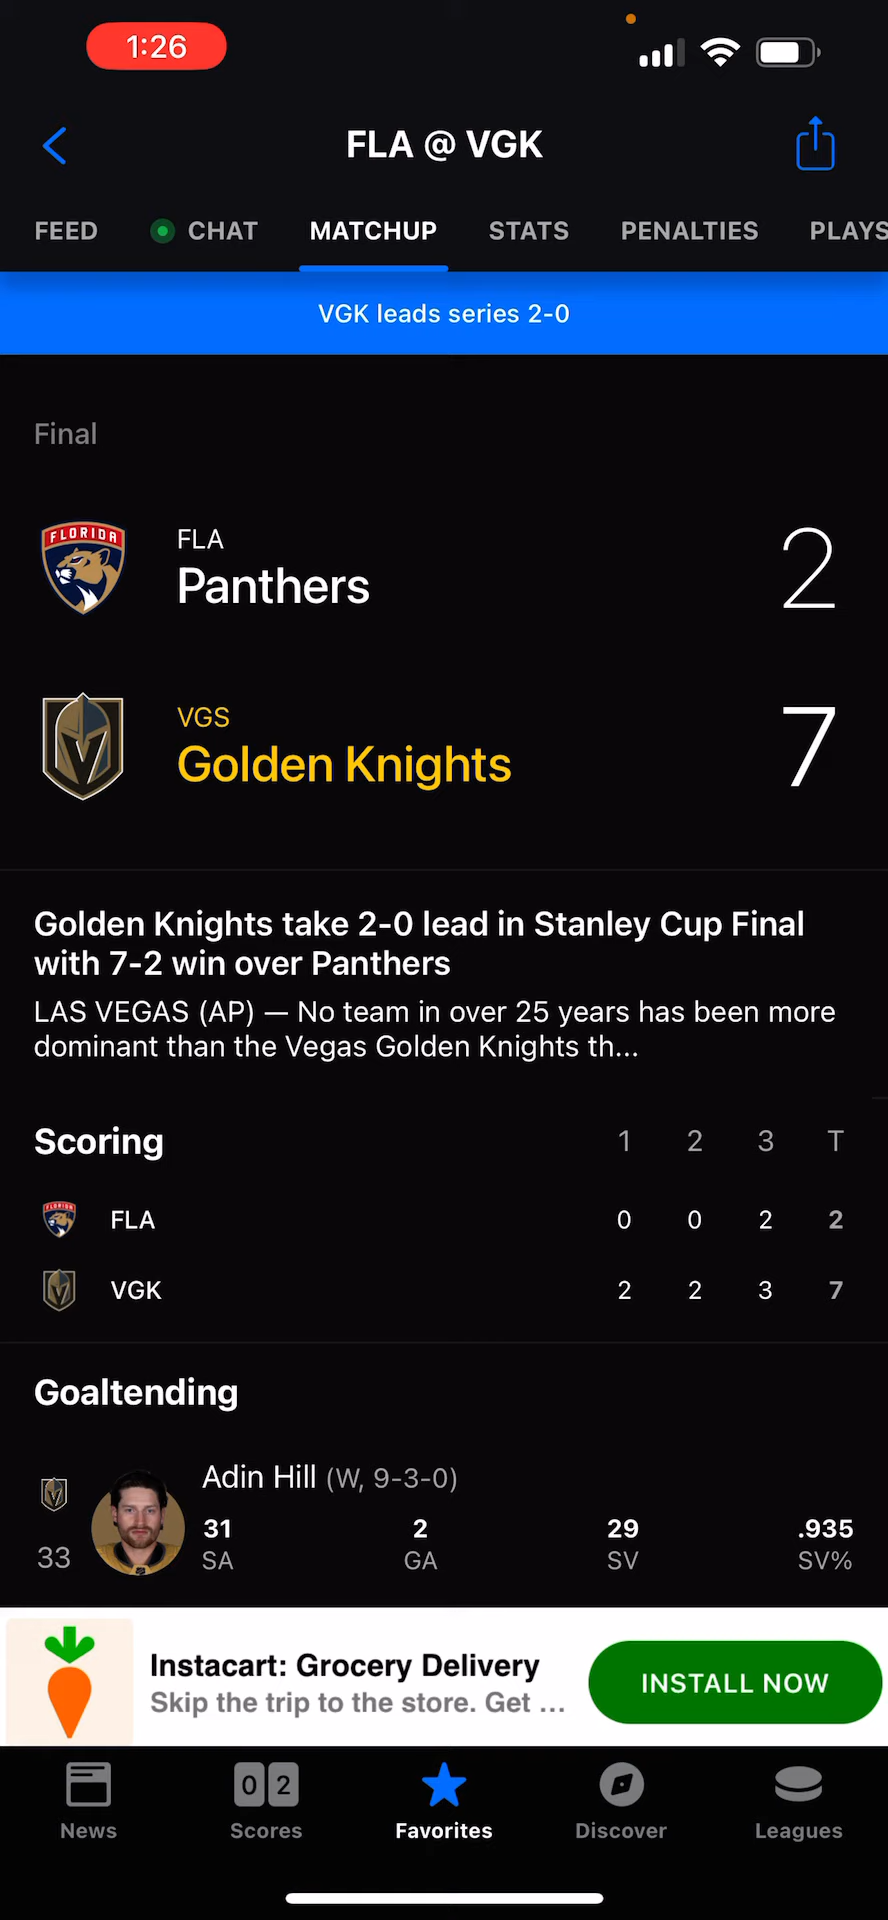 1:26
FLA @ VGK
FEED CHAT MATCHUP STATS PENALTIES PLAYS
VGK leads series 2-0
Final
FLORIDA
FLA
Panthers
2
VGS
Golden Knights
7
Golden Knights take 2-0 lead in Stanley Cup Final
with 7-2 win over Panthers
LAS VEGAS (AP) — No team in over 25 years has been more
dominant than the Vegas Golden Knights th...
Scoring 1 2 3 T
FLORIDA
FLA 0 0 2 2
VGK 2 2 3 7
Goaltending
Adin Hill (W, 9-3-0)
33
31 2 29 .935
SA GA SV SV%
Instacart: Grocery Delivery
Skip the trip to the store. Get ...
INSTALL NOW
0 2
News Scores Favorites Discover Leagues